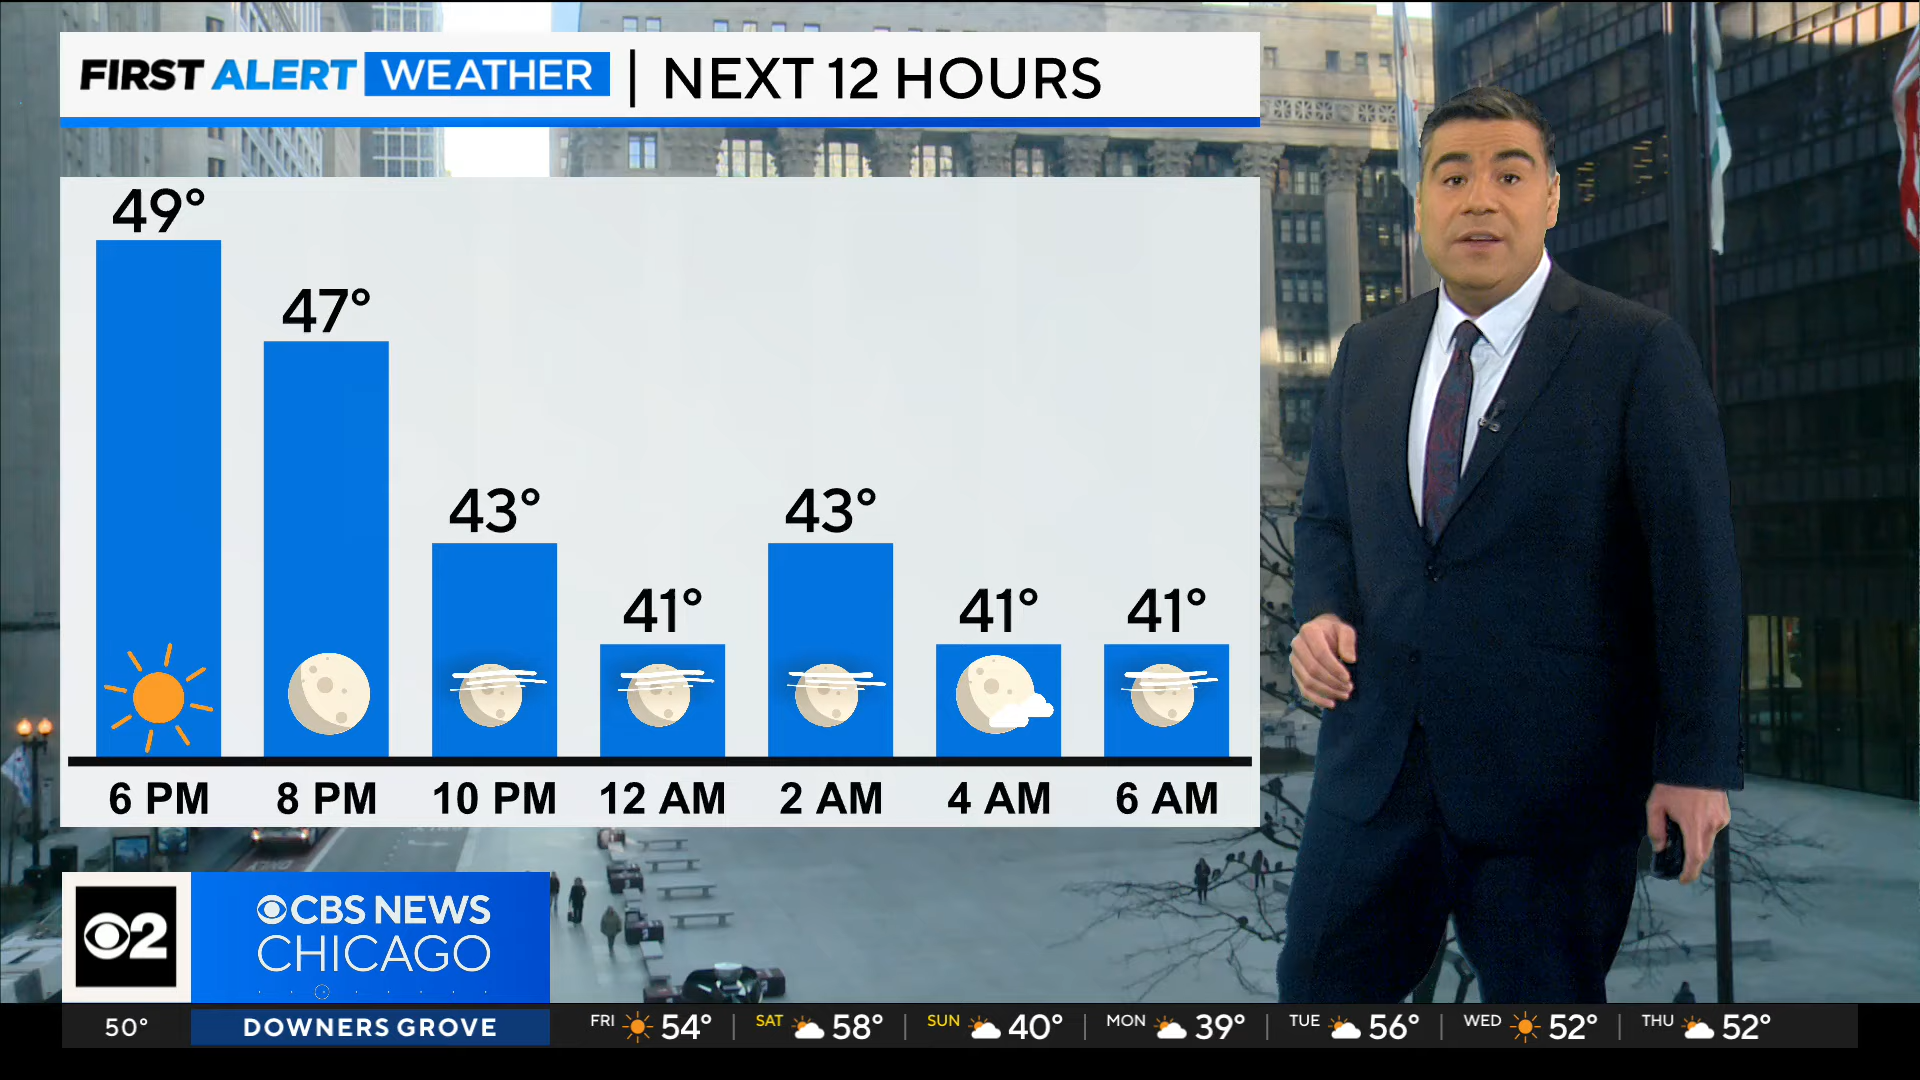 FIRST ALERT WEATHER | NEXT 12 HOURS
49° 47° 43° 41° 43° 41° 41°
6 PM 8 PM 10 PM 12 AM 2 AM 4 AM 6 AM
2 CBS NEWS
CHICAGO
50° DOWNERS GROVE FRI 54° | SAT 58° | SUN 40° | MON 39° | TUE 56° | WED 52° | THU 52°